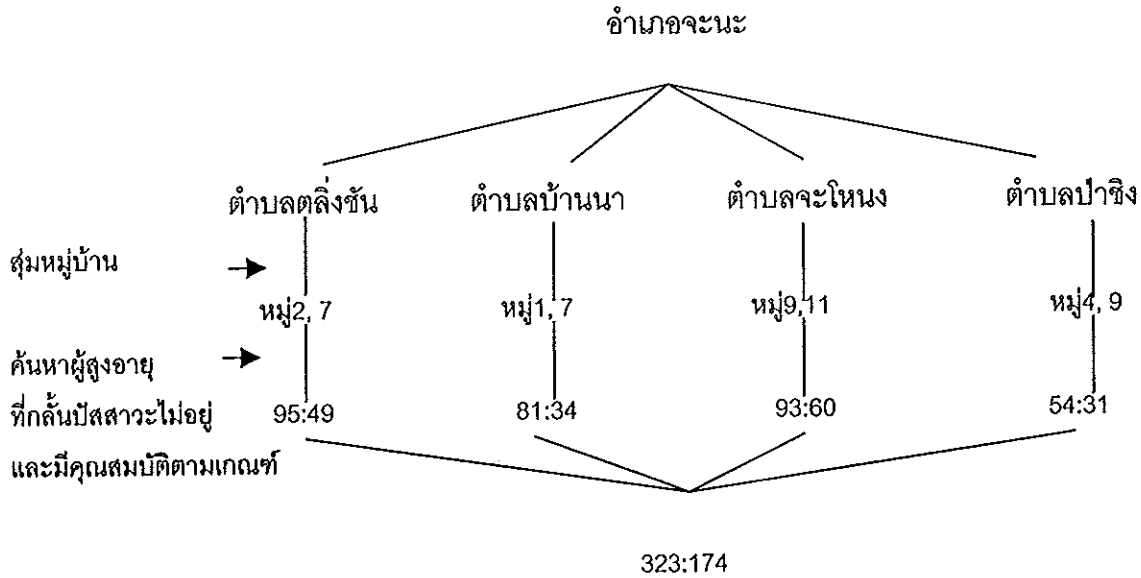 อำเภอจะนะ
ตำบลตลิ่งชัน ตำบลบ้านนา ตำบลจะโหนง ตำบลป่าชิง
สุ่มหมู่บ้าน
หมู่2, 7 หมู่1, 7 หมู่9,11 หมู่4, 9
ค้นหาผู้สูงอายุ
ที่กลั้นปัสสาวะไม่อยู่ 95:49 81:34 93:60 54:31
และมีคุณสมบัติตามเกณฑ์
323:174